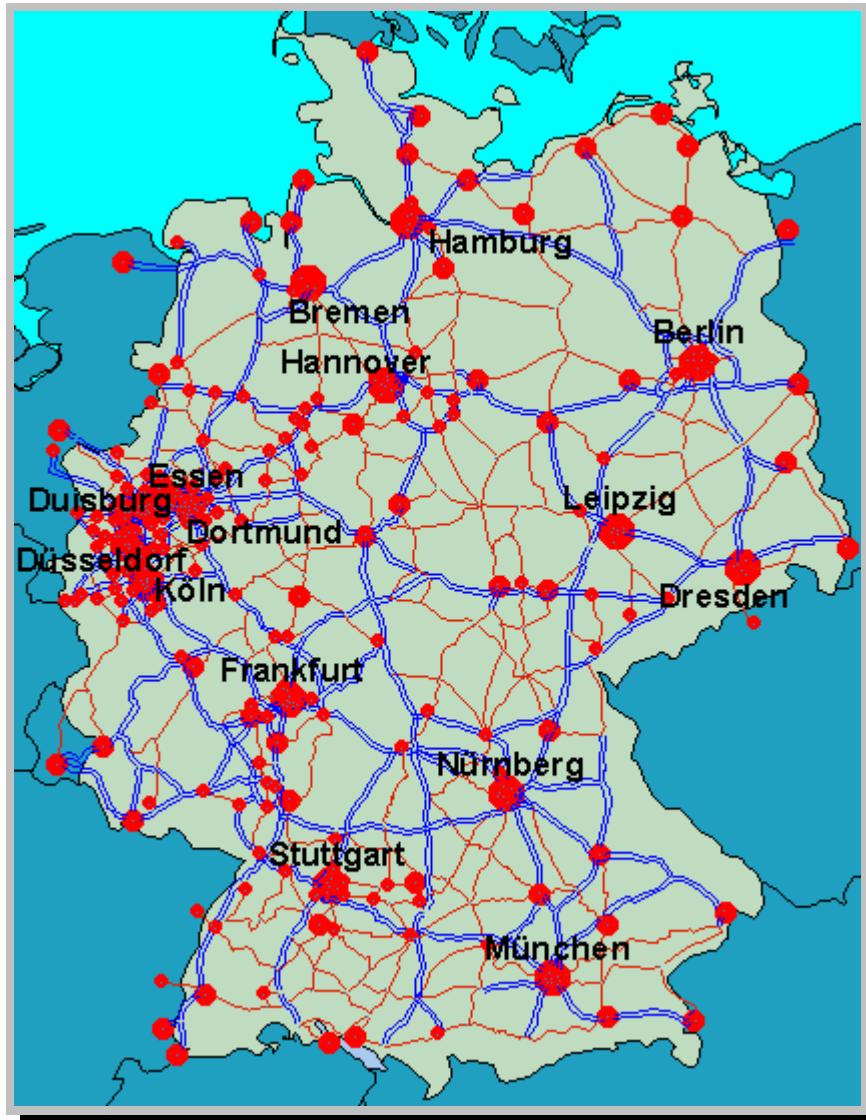 Hamburg
Bremen
Berlin
Hannover
Essen
Duisburg
Leipzig
Dortmund
Düsseldorf
Köln
Dresden
Frankfurt
Nürnberg
Stuttgart
München